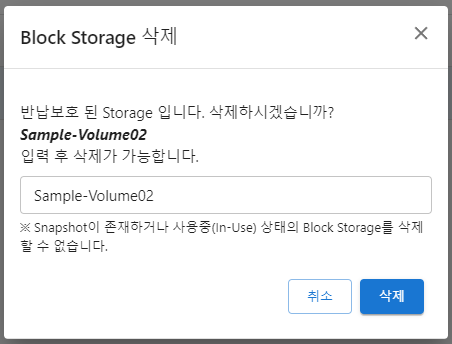 Block Storage 삭제
반납보호 된 Storage 입니다. 삭제하시겠습니까?
Sample-Volume02
입력 후 삭제가 가능합니다.
Sample-Volume02
※ Snapshot이 존재하거나 사용중(In-Use) 상태의 Block Storage를 삭제
할 수 없습니다.
취소
삭제